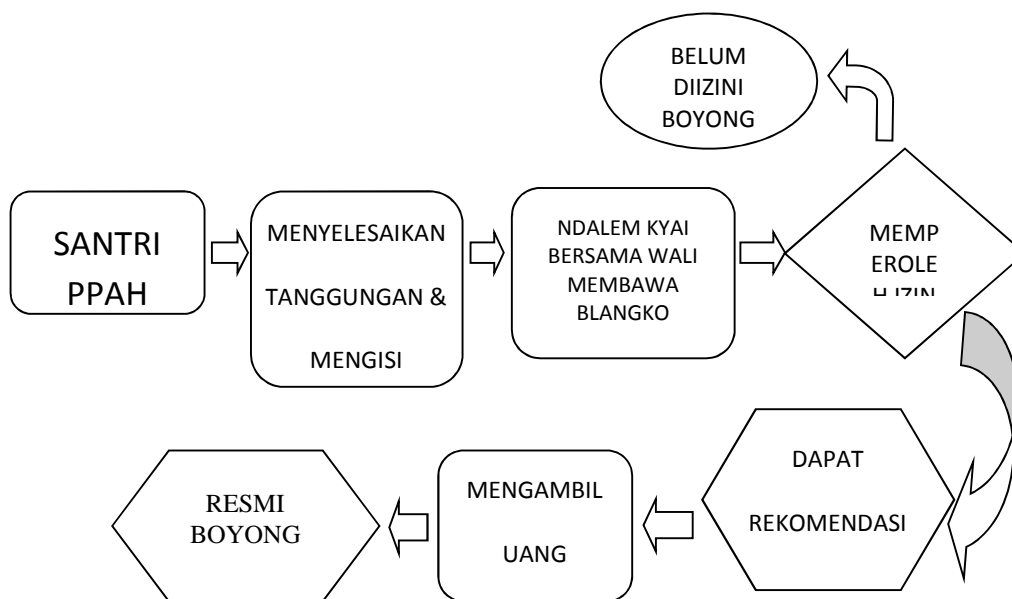 SANTRI
PPAH
MENYELESAIKAN
TANGGUNGAN &
MENGISI
NDALEM KYAI
BERSAMA WALI
MEMBAWA
BLANGKO
MEMP
EROLE
H IZIN
BELUM
DIIZINI
BOYONG
DAPAT
REKOMENDASI
MENGAMBIL
UANG
RESMI
BOYONG